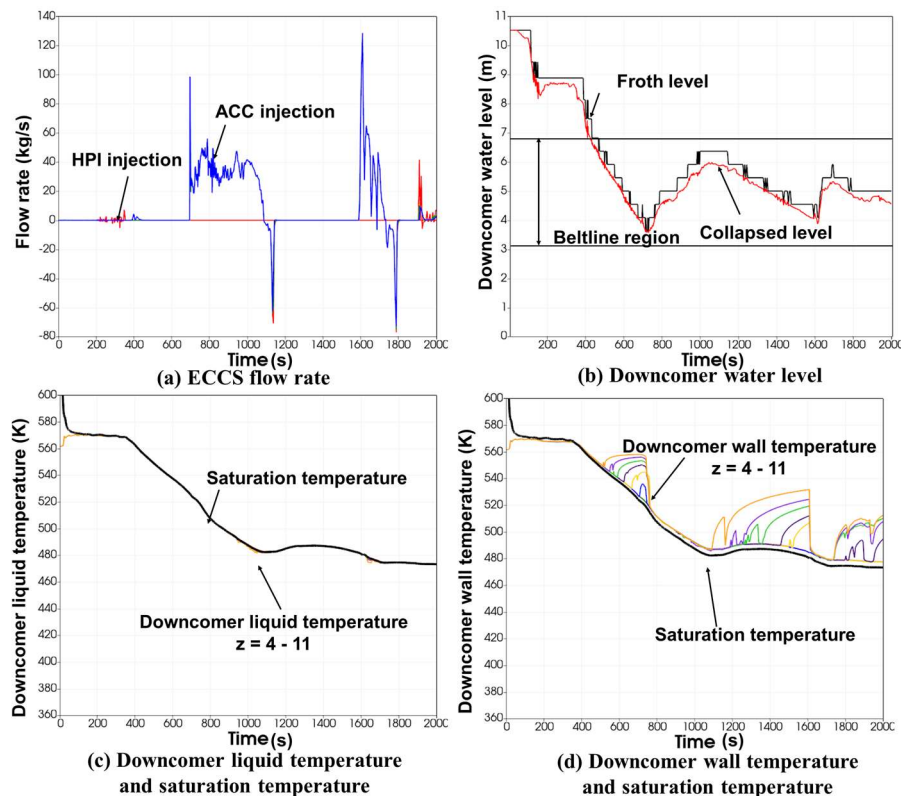 140
120
100
80
60
40
20
0
-20
-40
-60
-80
Flow rate (kg/s)
HPI injection
ACC injection
0 200 400 600 800 1000 1200 1400 1600 1800 2000
Time(s)
(a) ECCS flow rate
11
10
9
8
7
6
5
4
3
2
1
0
Downcomer water level (m)
Froth level
Beltline region
Collapsed level
200 400 600 800 1000 1200 1400 1600 1800 2000
Time(s)
(b) Downcomer water level
600
580
560
540
520
500
480
460
440
420
400
380
360
Downcomer liquid temperature (K)
Saturation temperature
Downcomer liquid temperature
z = 4 - 11
0 200 400 600 800 1000 1200 1400 1600 1800 2000
Time(s)
(c) Downcomer liquid temperature
and saturation temperature
600
580
560
540
520
500
480
460
440
420
400
380
360
Downcomer wall temperature (K)
Downcomer wall temperature
z = 4 - 11
Saturation temperature
0 200 400 600 800 1000 1200 1400 1600 1800 2000
Time (s)
(d) Downcomer wall temperature
and saturation temperature